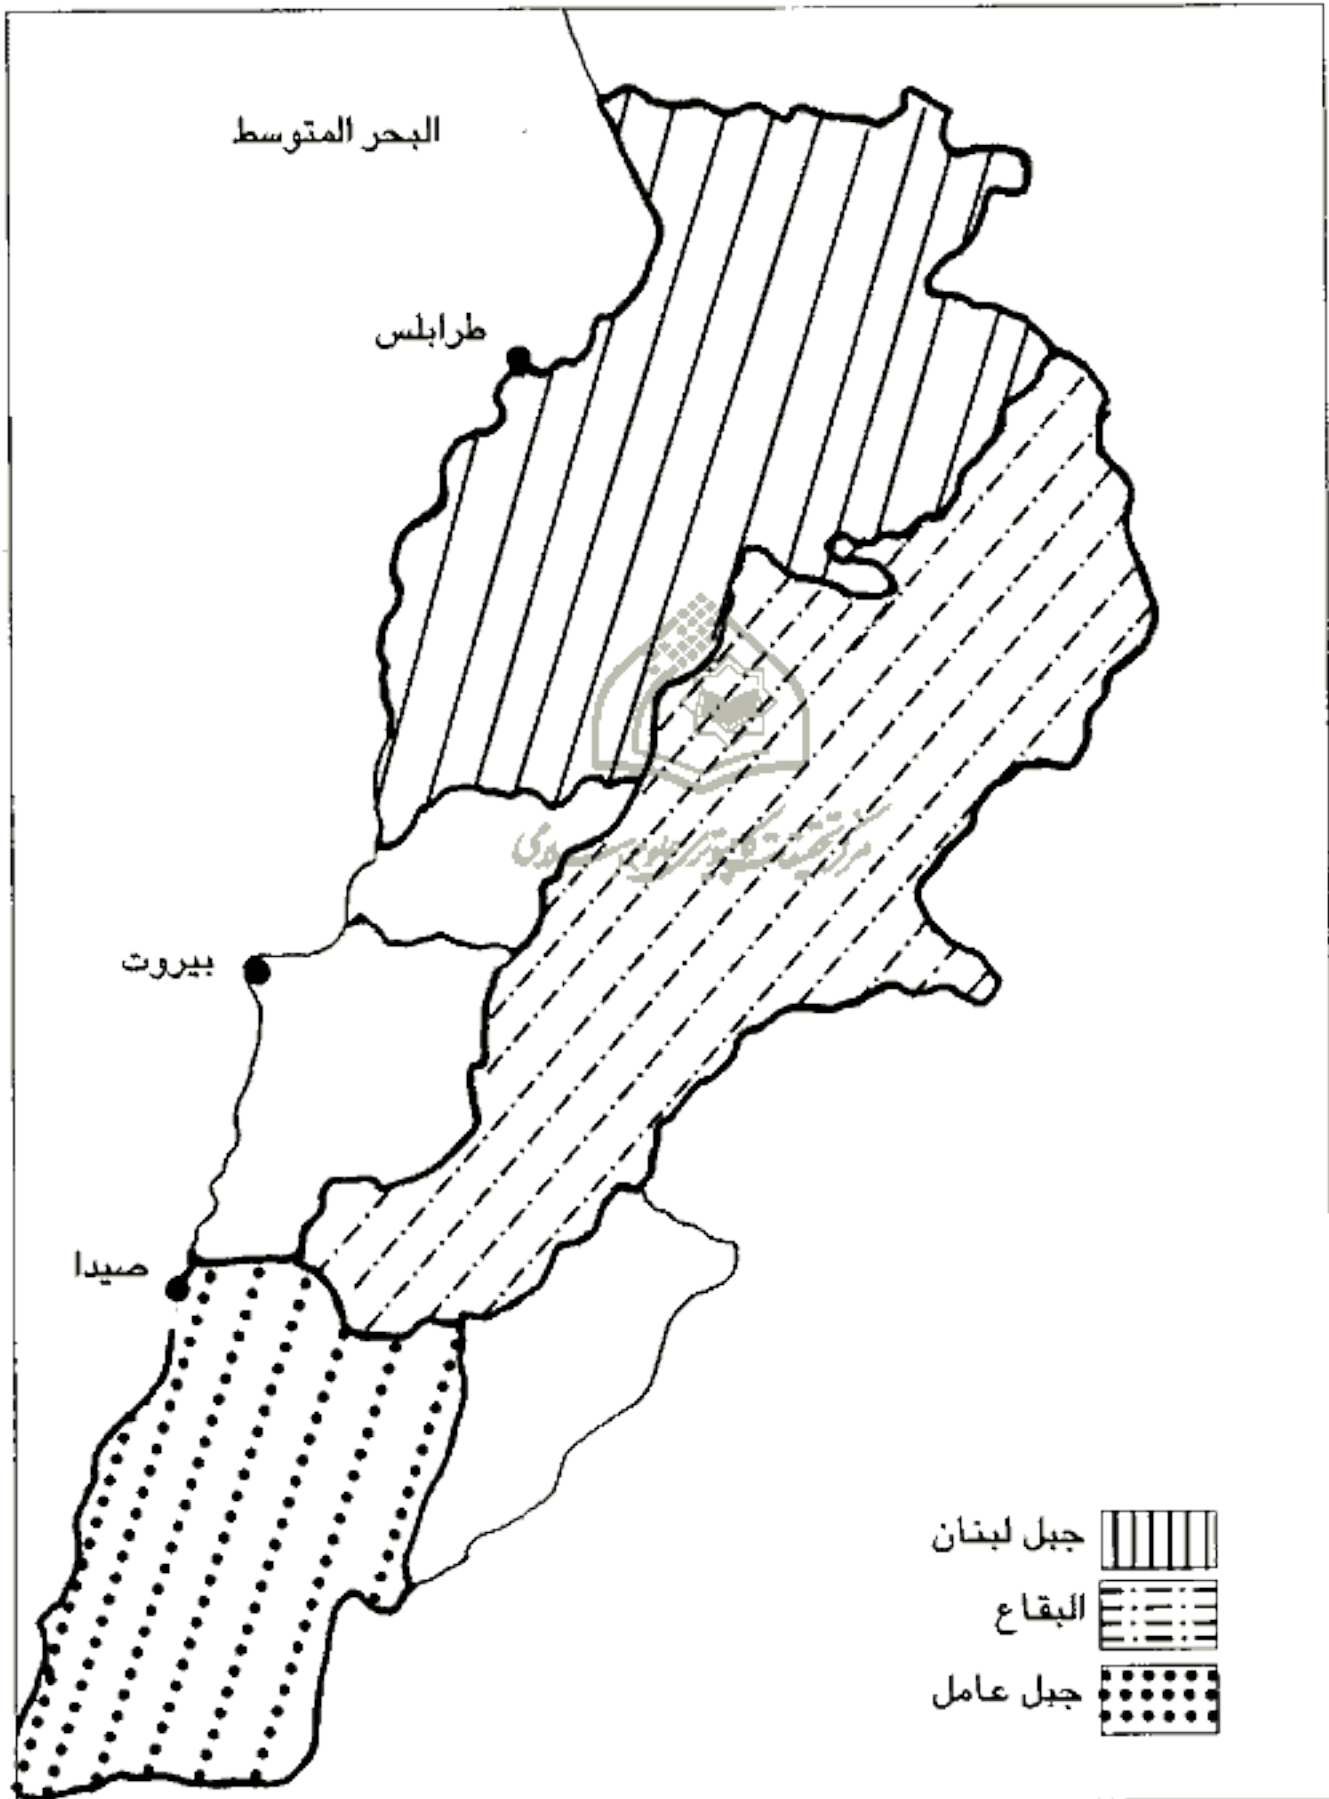 البحر المتوسط
طرابلس
بيروت
صيدا
جبل لبنان
البقاع
جبل عامل